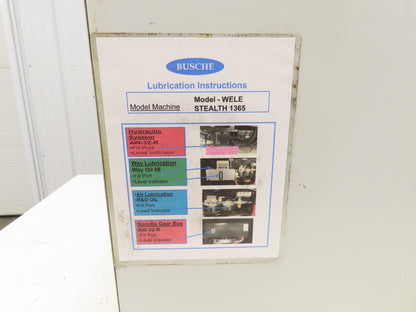 BUSCHE
Lubrication Instructions
Model Machine
Model - WELE
STEALTH 1365
Hydraulic
System
AW-32-R
•Fill Port
•Level Indicator
Way Lubrication
Way Oil 68
•Fill Port
•Level Indicator
Air Lubrication
R&O OIL
•Fill Port
•Level Indicator
Spindle Gear Box
AW-32-R
•Fill Port
•Level Indicator